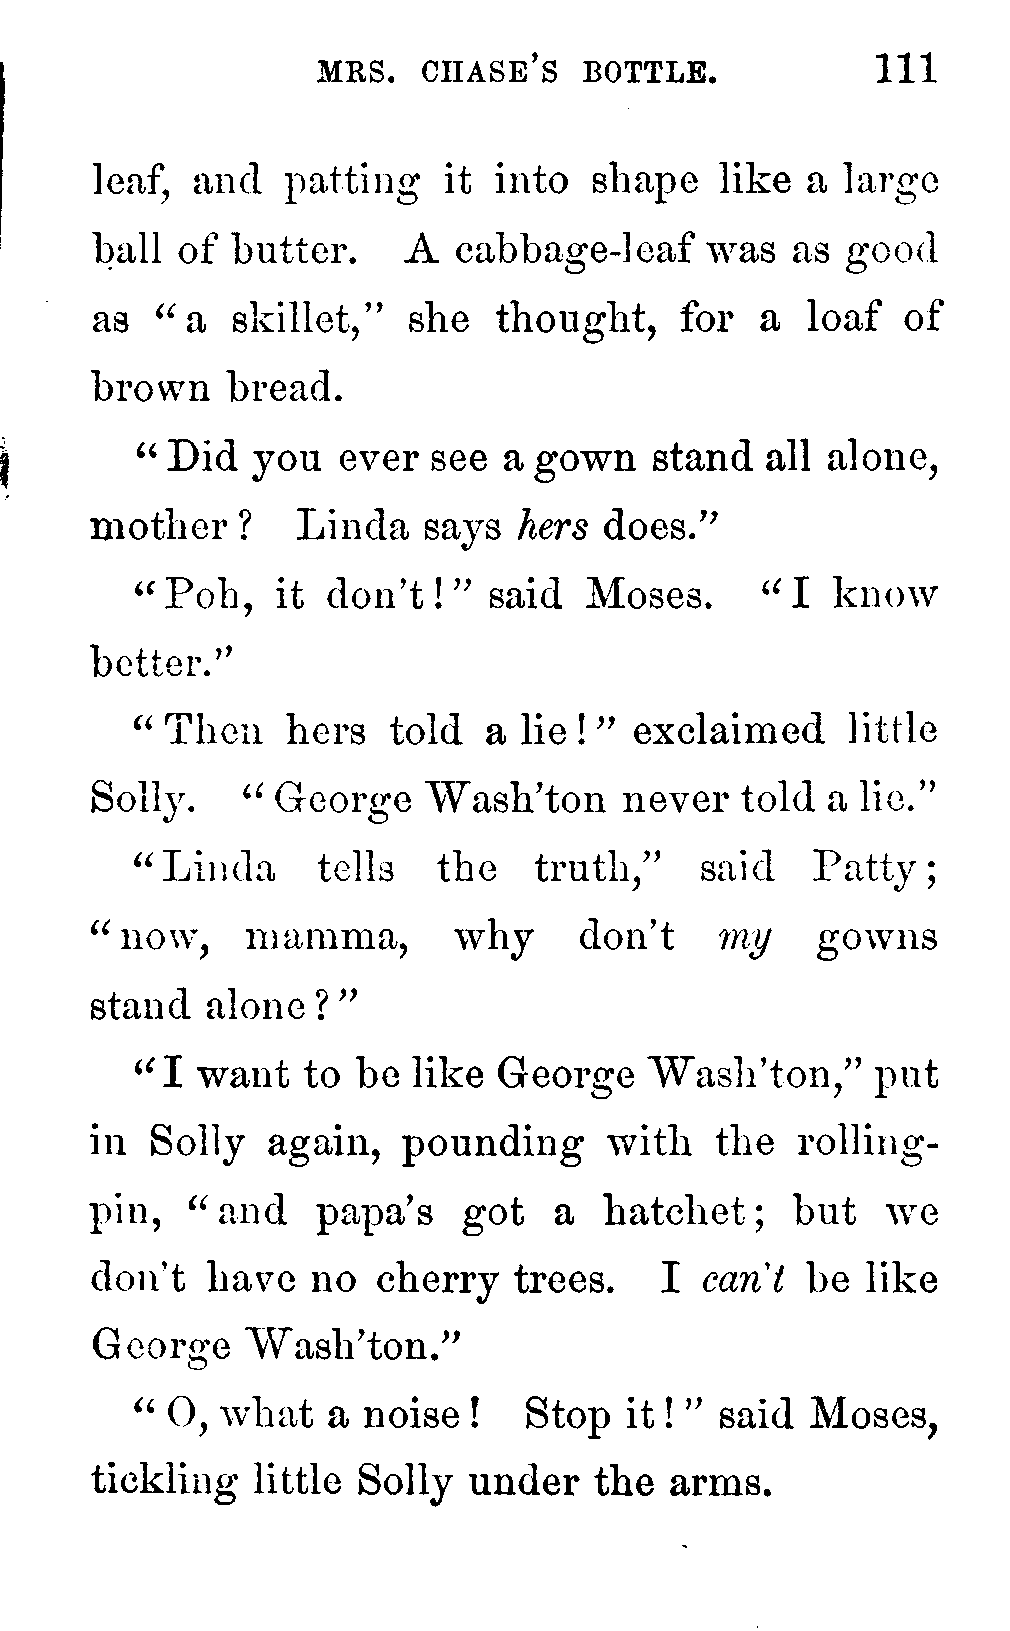 MRS. CHASE'S BOTTLE. 111
leaf, and patting it into shape like a large
ball of butter. A cabbage-leaf was as good
as "a skillet," she thought, for a loaf of
brown bread.
"Did you ever see a gown stand all alone,
mother? Linda says hers does."
"Poh, it don't!" said Moses. "I know
better."
"Then hers told a lie!" exclaimed little
Solly. "George Wash'ton never told a lie."
"Linda tells the truth," said Patty;
"now, mamma, why don't my gowns
stand alone?"
"I want to be like George Wash'ton," put
in Solly again, pounding with the rolling-
pin, "and papa's got a hatchet; but we
don't have no cherry trees. I can't be like
George Wash'ton."
"O, what a noise! Stop it!" said Moses,
tickling little Solly under the arms.